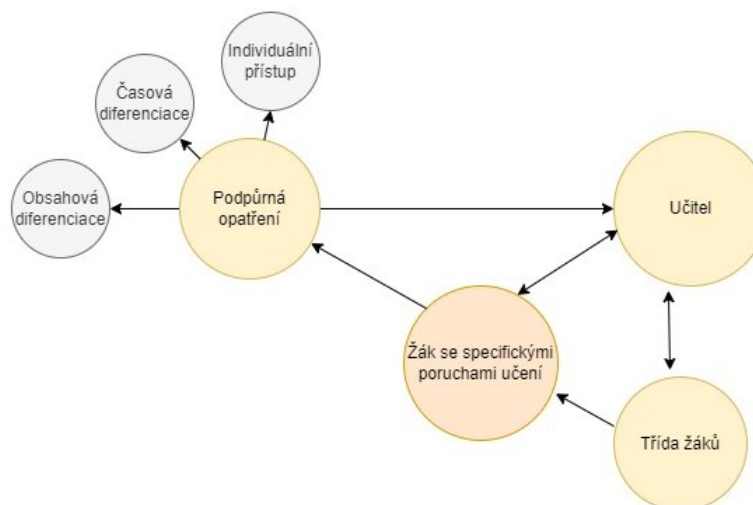 Individuální
přístup
Časová
diferenciace
Obsahová
diferenciace
Podpůrná
opatření
Učitel
Žák se specifickými
poruchami učení
Třída žáků